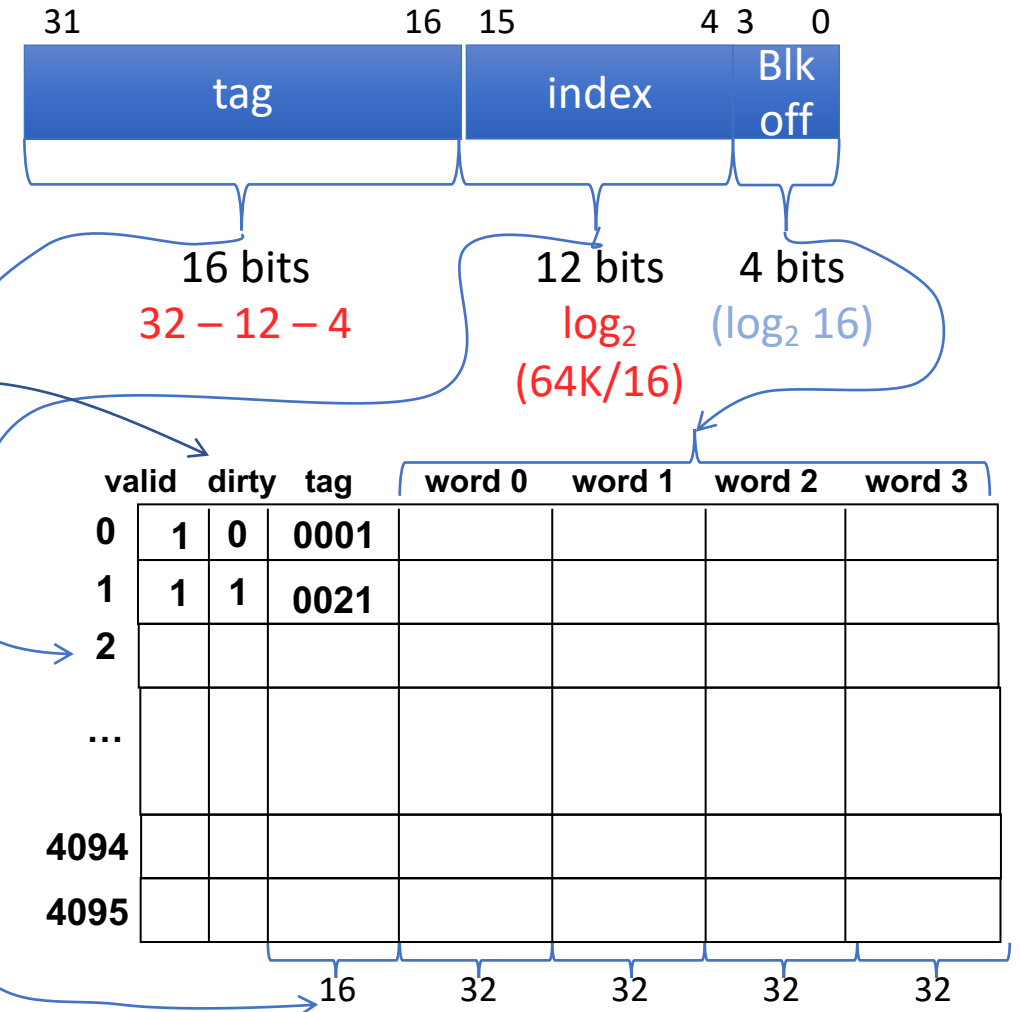 31 16 15 4 3 0
tag index Blk
off
16 bits 12 bits 4 bits
32 – 12 – 4 log₂ (log₂ 16)
(64K/16)
valid dirty tag word 0 word 1 word 2 word 3
0 1 0 0001
1 1 1 0021
2
...
4094
4095
16 32 32 32 32